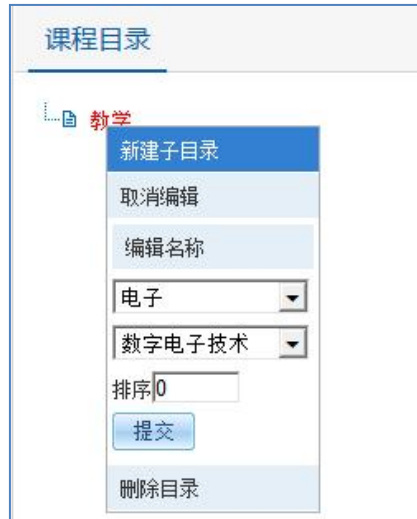 课程目录
教学
新建子目录
取消编辑
编辑名称
电子
数字电子技术
排序0
提交
删除目录